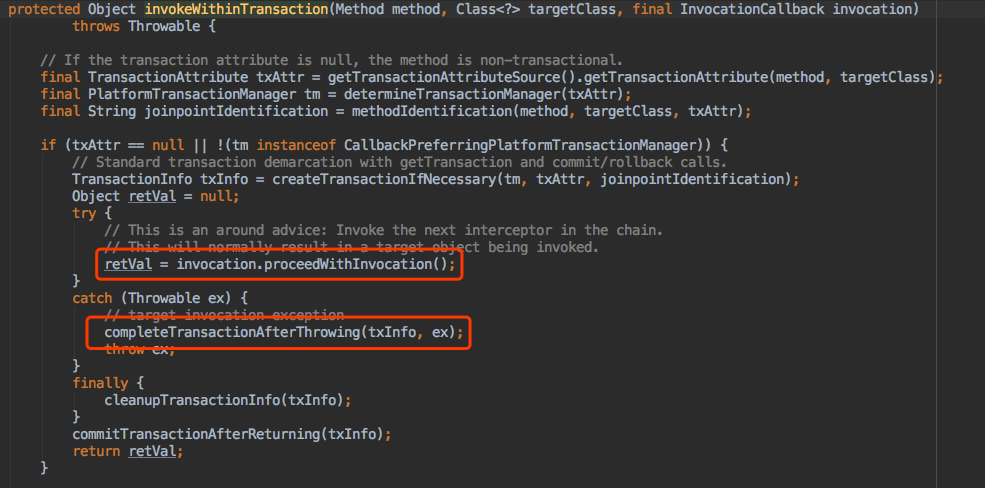 protected Object invokeWithinTransaction(Method method, Class<?> targetClass, final InvocationCallback invocation)
throws Throwable {
// If the transaction attribute is null, the method is non-transactional.
final TransactionAttribute txAttr = getTransactionAttributeSource().getTransactionAttribute(method, targetClass);
final PlatformTransactionManager tm = determineTransactionManager(txAttr);
final String joinpointIdentification = methodIdentification(method, targetClass, txAttr);
if (txAttr == null || !(tm instanceof CallbackPreferringPlatformTransactionManager)) {
// Standard transaction demarcation with getTransaction and commit/rollback calls.
TransactionInfo txInfo = createTransactionIfNecessary(tm, txAttr, joinpointIdentification);
Object retVal = null;
try {
// This is an around advice: Invoke the next interceptor in the chain.
// This will normally result in a target object being invoked.
retVal = invocation.proceedWithInvocation();
}
catch (Throwable ex) {
// target invocation exception
completeTransactionAfterThrowing(txInfo, ex);
throw ex;
}
finally {
cleanupTransactionInfo(txInfo);
}
commitTransactionAfterReturning(txInfo);
return retVal;
}